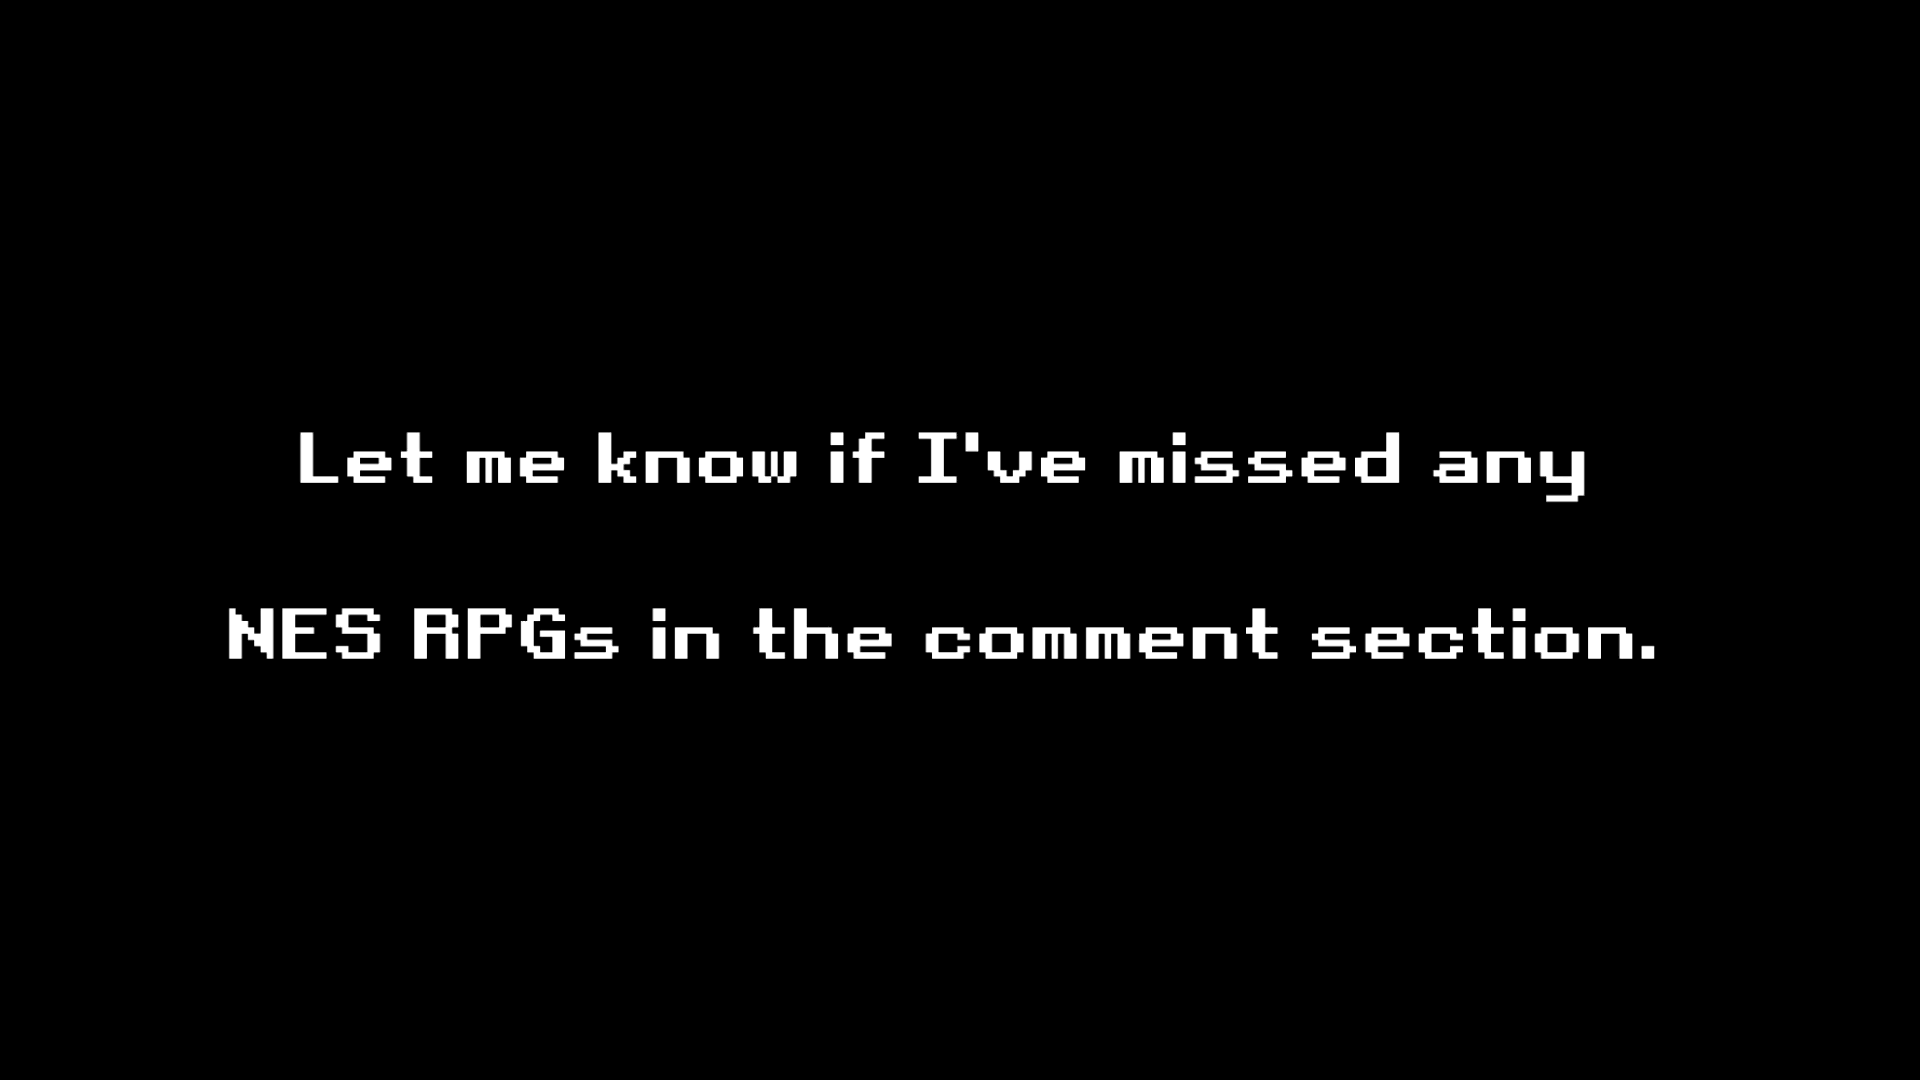 Let me know if I've missed any
NES RPGs in the comment section.